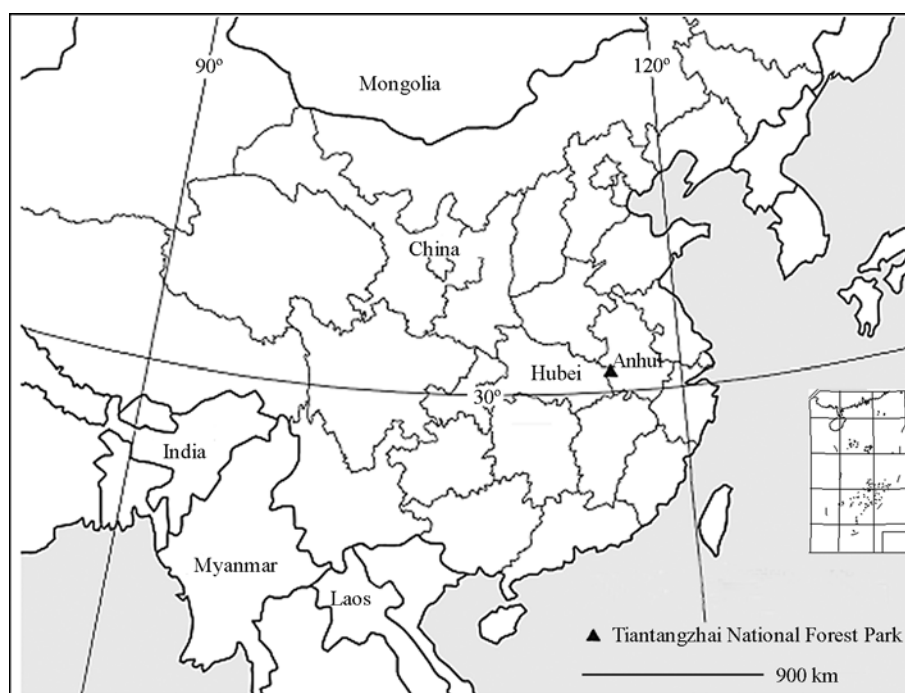 90º
120º
Mongolia
China
Hubei
Anhui
30º
India
Myanmar
Laos
▲ Tiantangzhai National Forest Park
900 km